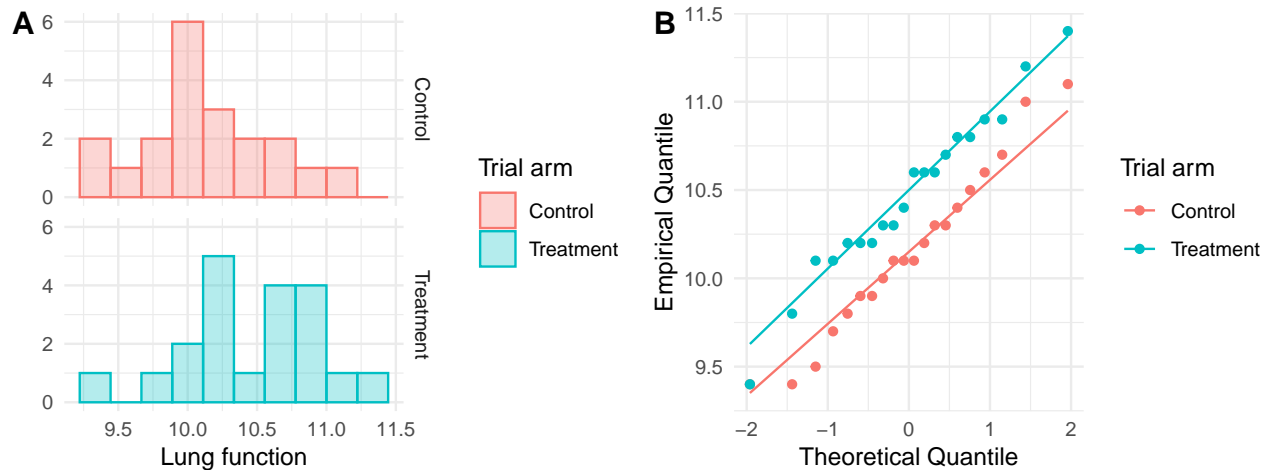 A
6
4
2
0
Control
6
4
2
0
Treatment
9.5 10.0 10.5 11.0 11.5
Lung function
Trial arm
Control
Treatment
B
11.5
11.0
10.5
10.0
9.5
Empirical Quantile
−2 −1 0 1 2
Theoretical Quantile
Trial arm
Control
Treatment